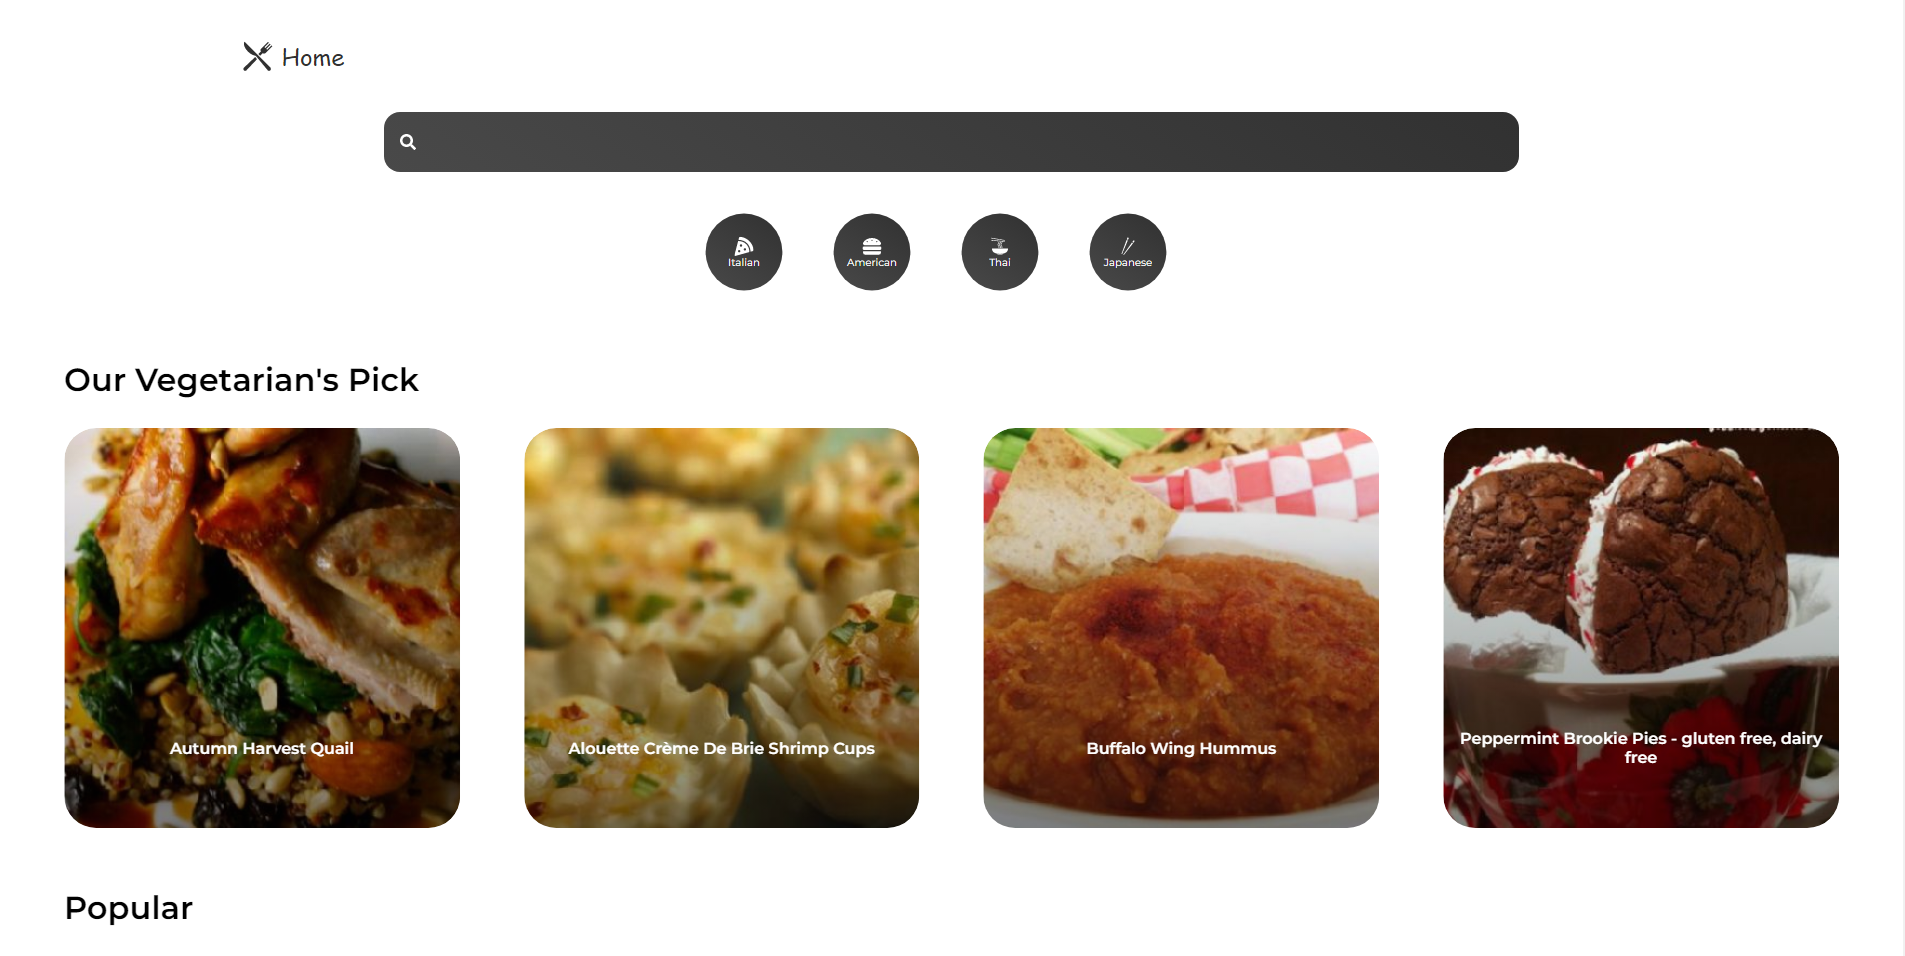 Home
Italian
American
Thai
Japanese
Our Vegetarian's Pick
Autumn Harvest Quail
Alouette Crème De Brie Shrimp Cups
Buffalo Wing Hummus
Peppermint Brookie Pies - gluten free, dairy
free
Popular